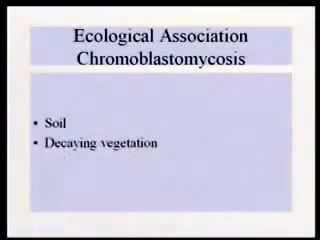 Ecological Association
Chromoblastomycosis
• Soil
• Decaying vegetation